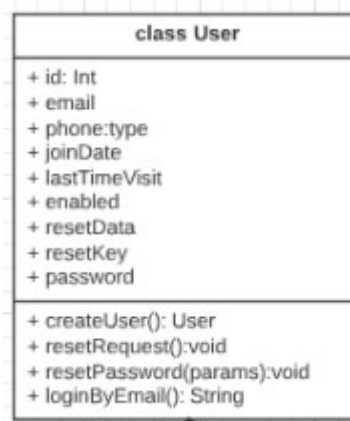 class User
+ id: Int
+ email
+ phone:type
+ joinDate
+ lastTimeVisit
+ enabled
+ resetData
+ resetKey
+ password
+ createUser(): User
+ resetRequest():void
+ resetPassword(params):void
+ loginByEmail(): String